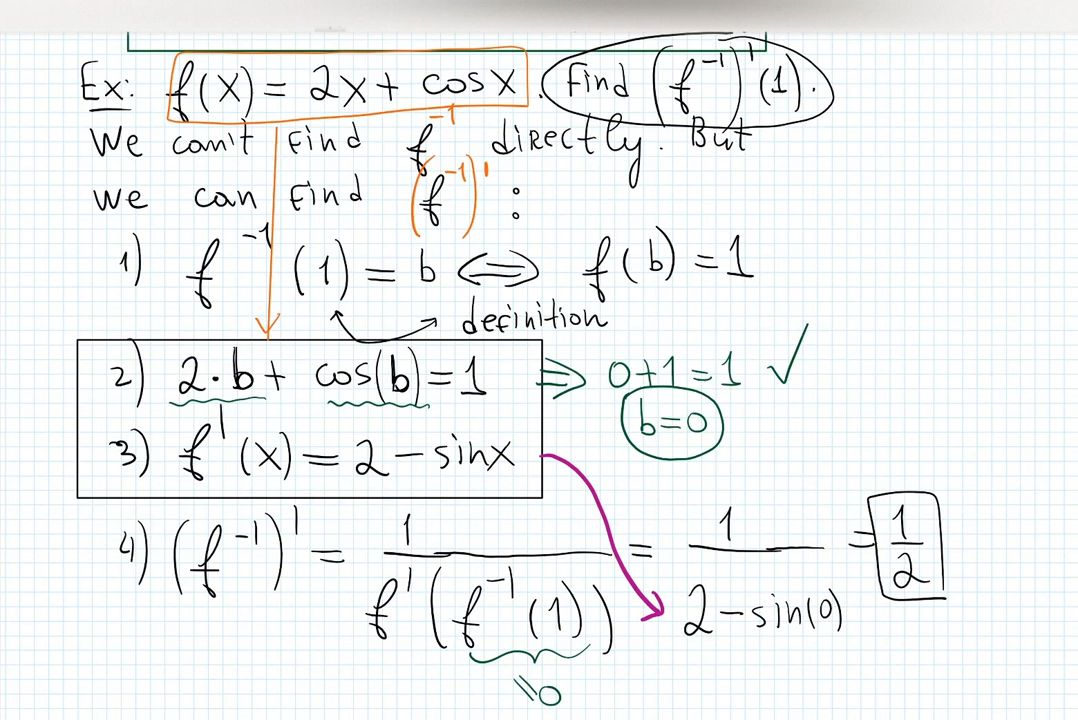 Ex: f(x) = 2x + cosx. Find (f⁻¹)'(1).
We can't find f⁻¹ directly. But
we can find (f⁻¹)' :
1) f⁻¹ (1) = b ⇔ f(b) = 1
definition
2) 2·b + cos(b) = 1 ⇒ 0+1=1 ✓
b=0
3) f'(x) = 2 - sinx
4) (f⁻¹)' = 1 / f'(f⁻¹(1)) = 1 / 2-sin(0) = 1/2
=0